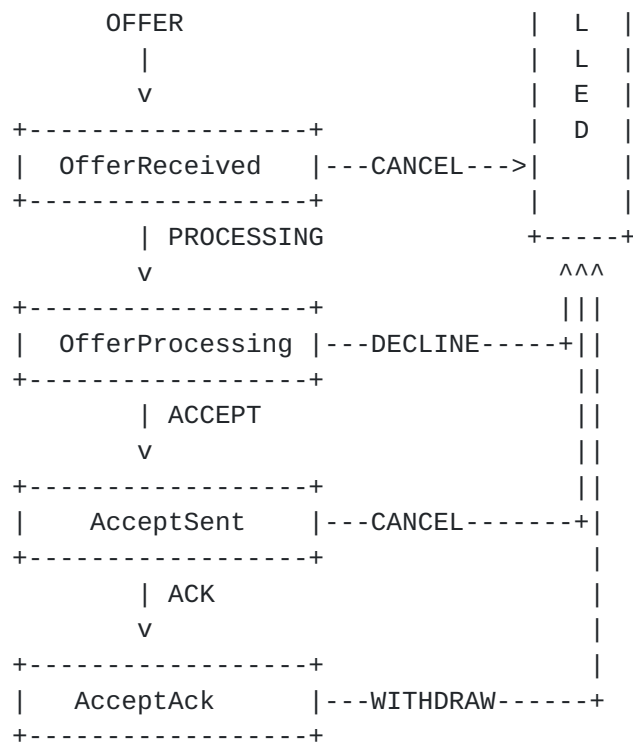 OFFER | L |
| | L |
v | E |
+------------------+ | D |
| OfferReceived |---CANCEL--->| |
+------------------+ | |
| PROCESSING +-----+
v ^^^
+------------------+ |||
| OfferProcessing |---DECLINE-----+||
+------------------+ ||
| ACCEPT ||
v ||
+------------------+ ||
| AcceptSent |---CANCEL-------+|
+------------------+ |
| ACK |
v |
+------------------+ |
| AcceptAck |---WITHDRAW------+
+------------------+